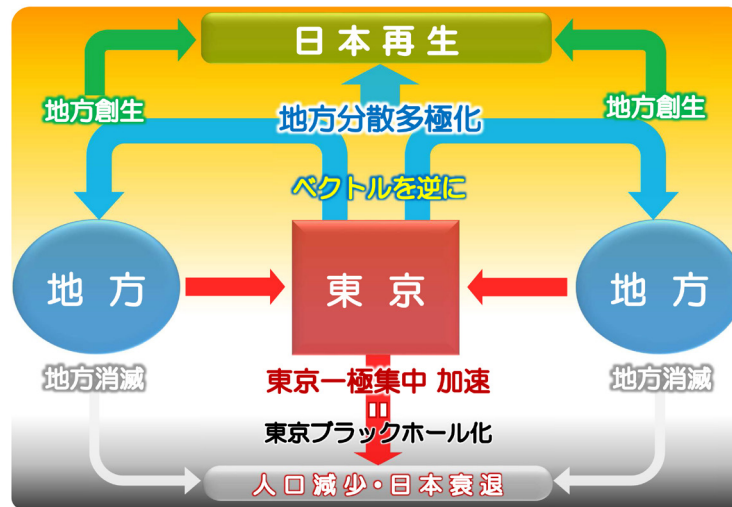 日本再生
地方創生
地方創生
地方分散多極化
ベクトルを逆に
地方
東京
地方
地方消滅
東京一極集中 加速
地方消滅
=
東京ブラックホール化
人口減少・日本衰退